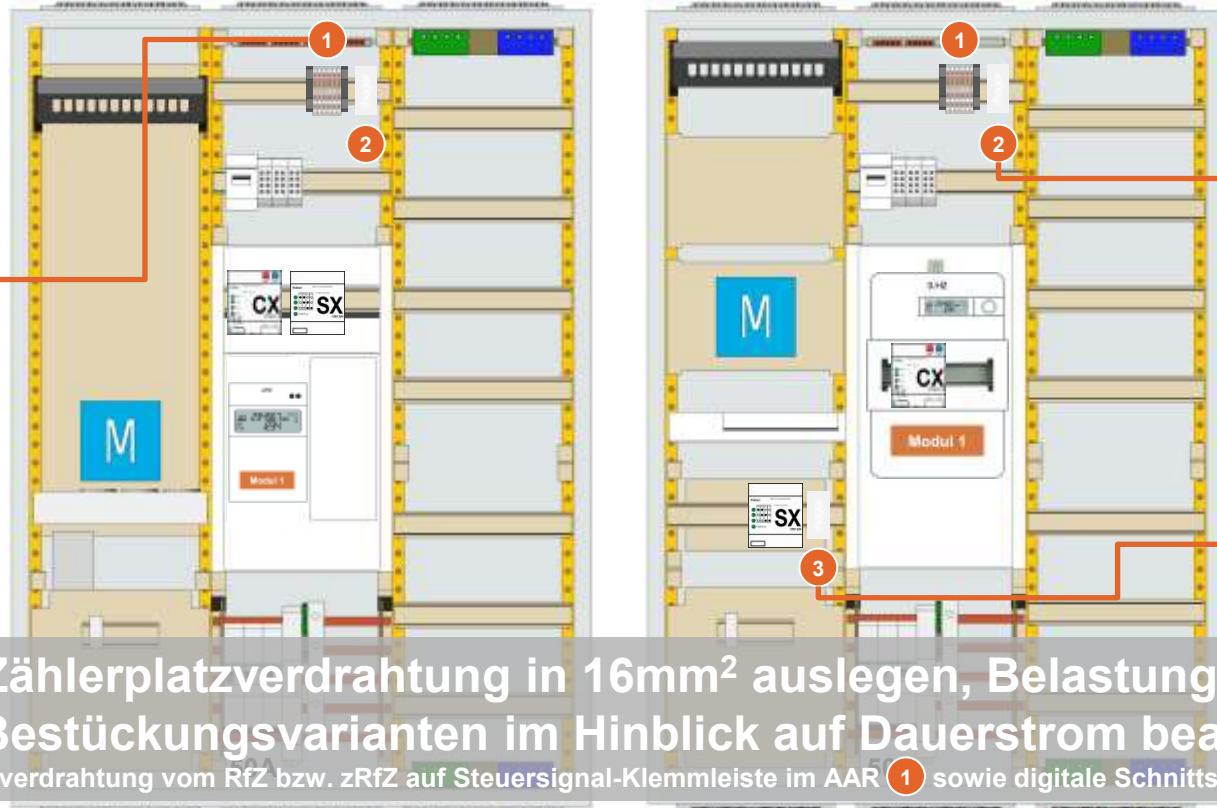 1
1
2
2
CX
SX
M
M
CX
Modul 1
Modul 1
SX
3
Zählerplatzverdrahtung in 16mm² auslegen, Belastung
Bestückungsvarianten im Hinblick auf Dauerstrom bea
verdrahtung vom RfZ bzw. zRfZ auf Steuersignal-Klemmleiste im AAR 1 sowie digitale Schnitts